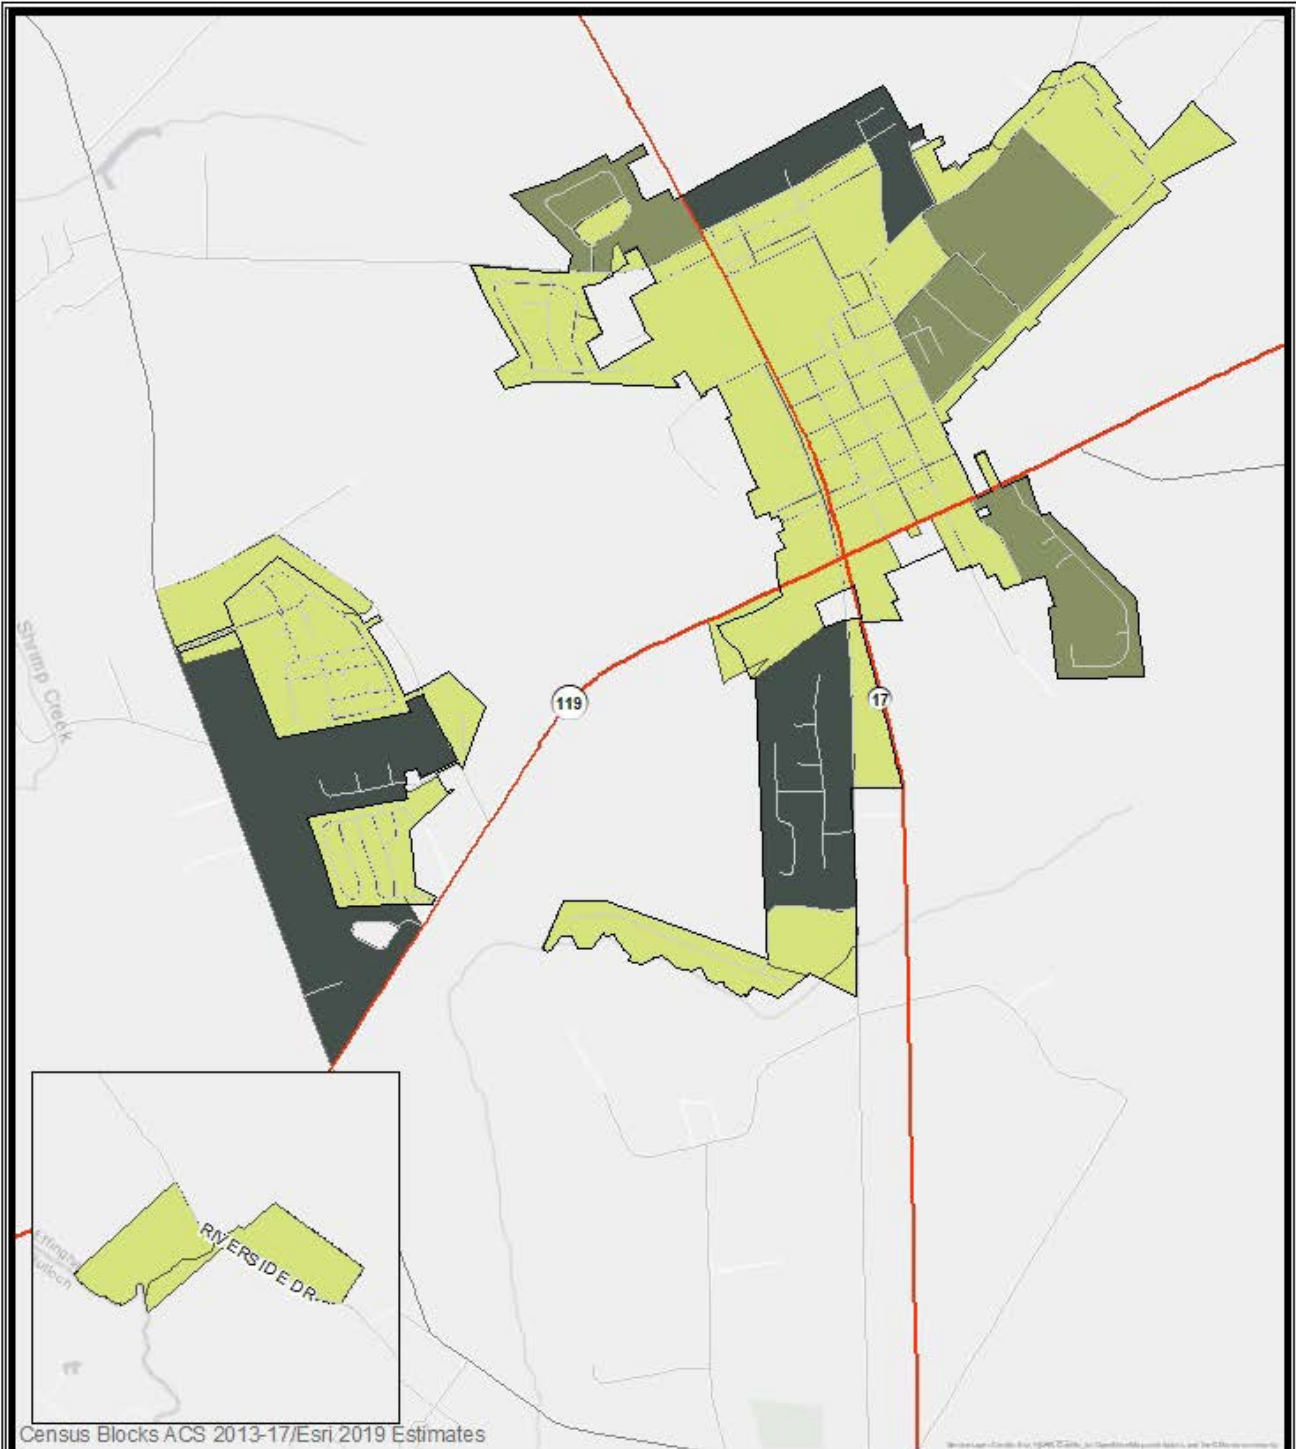 Shrimp Creek
119
17
RIVERSIDE DR
Census Blocks ACS 2013-17/Esri 2019 Estimates